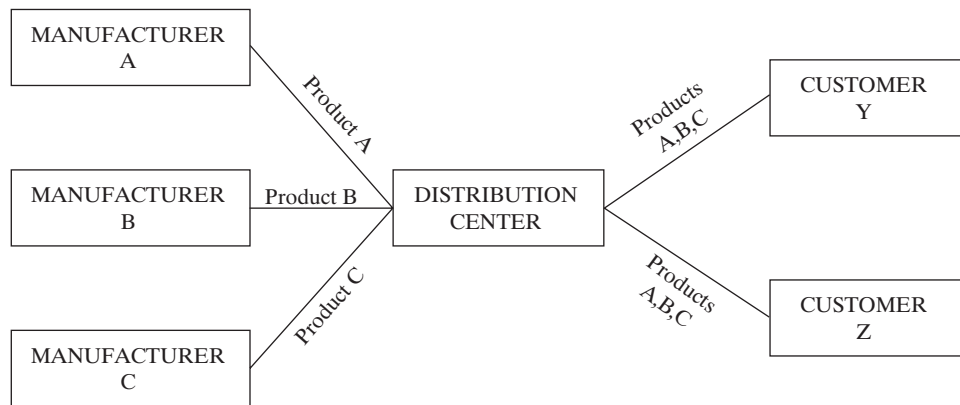 MANUFACTURER
A
Product A
MANUFACTURER
B
Product B
MANUFACTURER
C
Product C
DISTRIBUTION
CENTER
Products
A,B,C
CUSTOMER
Y
Products
A,B,C
CUSTOMER
Z